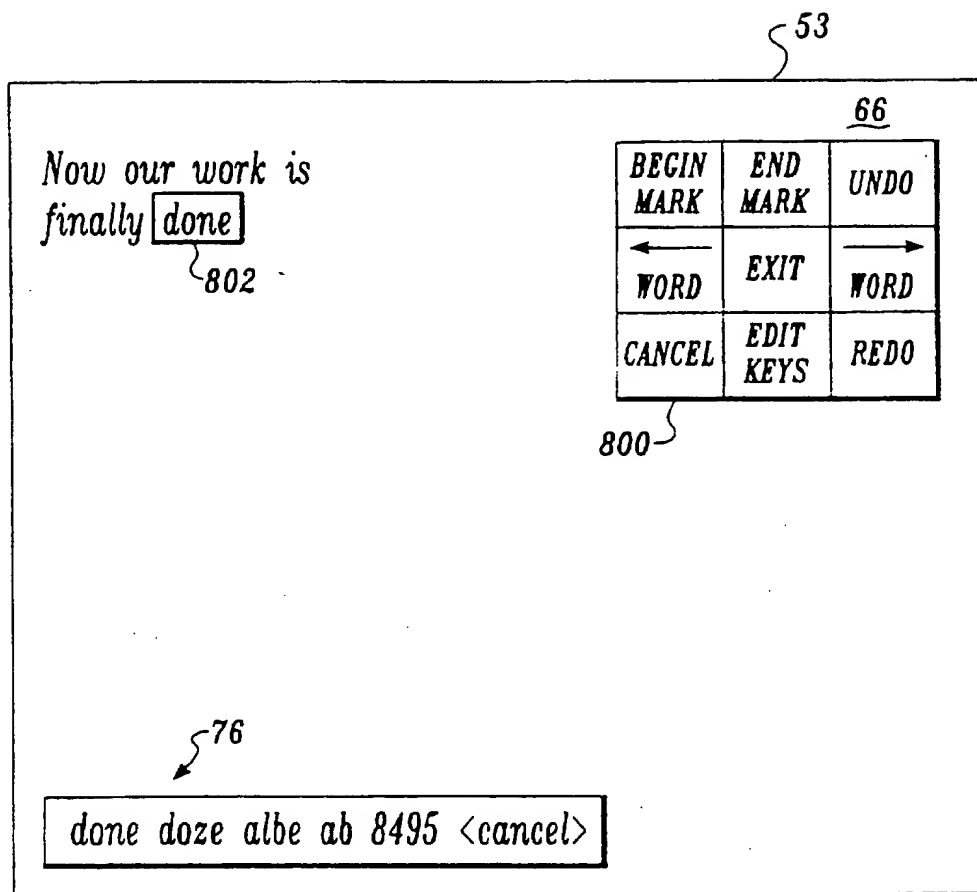 53
66
Now our work is
finally done
802
BEGIN MARK END MARK UNDO
WORD EXIT WORD
CANCEL EDIT KEYS REDO
800
76
done doze albe ab 8495 <cancel>